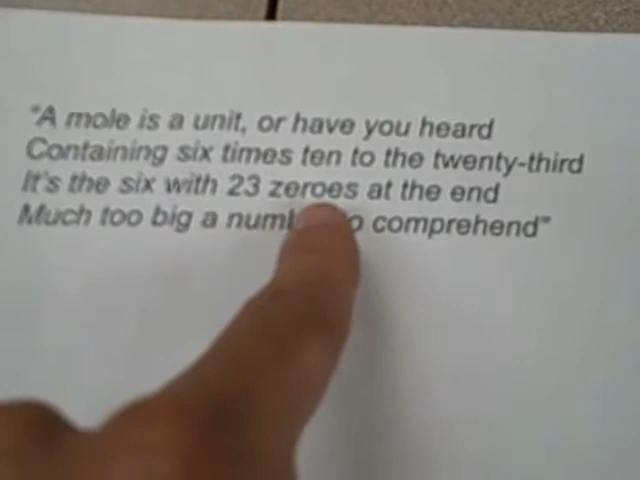 "A mole is a unit, or have you heard
Containing six times ten to the twenty-third
It's the six with 23 zeroes at the end
Much too big a comprehend"